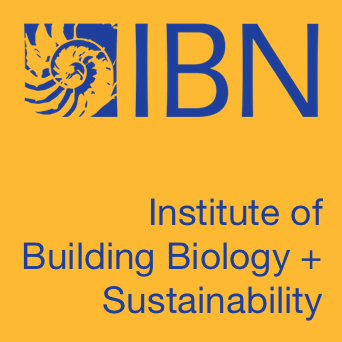 IBN
Institute of
Building Biology +
Sustainability